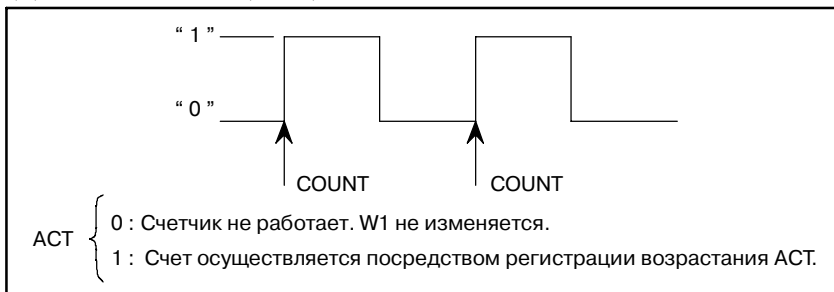 “ 1 ”
“ 0 ”
COUNT COUNT
0 : Счетчик не работает. W1 не изменяется.
ACT
1 : Счет осуществляется посредством регистрации возрастания ACT.